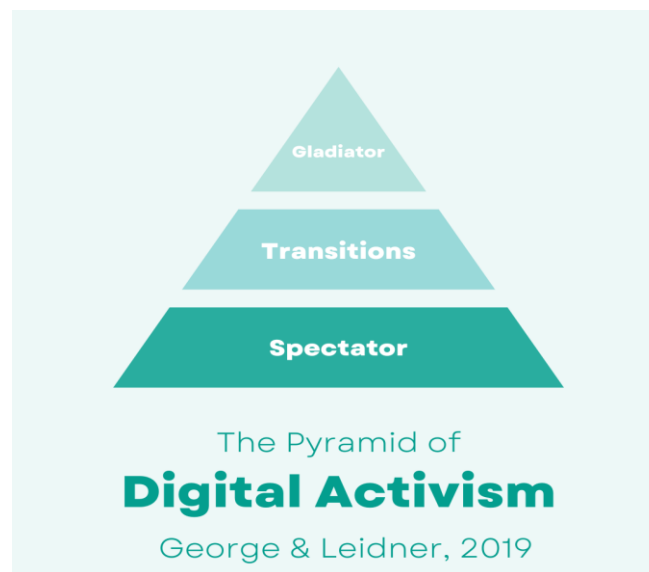 Gladiator
Transitions
Spectator
The Pyramid of
Digital Activism
George & Leidner, 2019